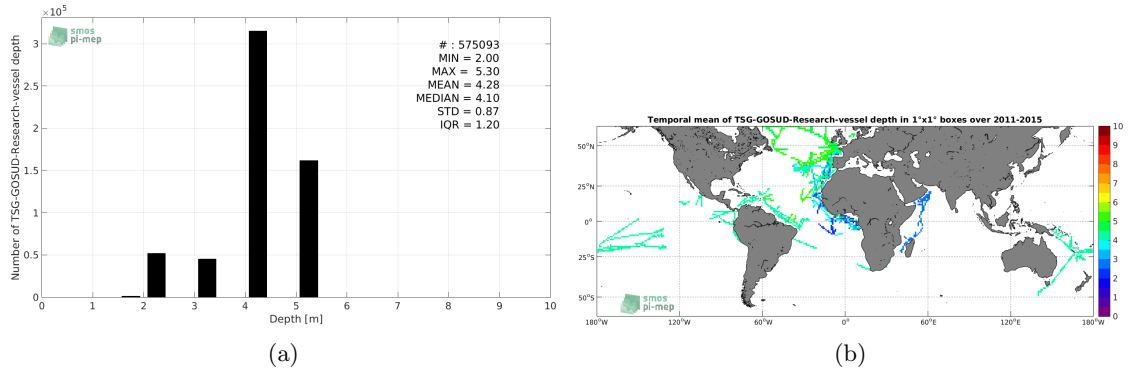 ×10⁵
smos
pi-mep
# : 575093
MIN = 2.00
MAX = 5.30
MEAN = 4.28
MEDIAN = 4.10
STD = 0.87
IQR = 1.20
Number of TSG-GOSUD-Research-vessel depth
3
2.5
2
1.5
1
0.5
0
0 1 2 3 4 5 6 7 8 9 10
Depth [m]
(a)
Temporal mean of TSG-GOSUD-Research-vessel depth in 1°x1° boxes over 2011-2015
50°N
25°N
0°
25°S
50°S
smos
pi-mep
180°W 120°W 60°W 0° 60°E 120°E 180°W
10
9
8
7
6
5
4
3
2
1
0
(b)